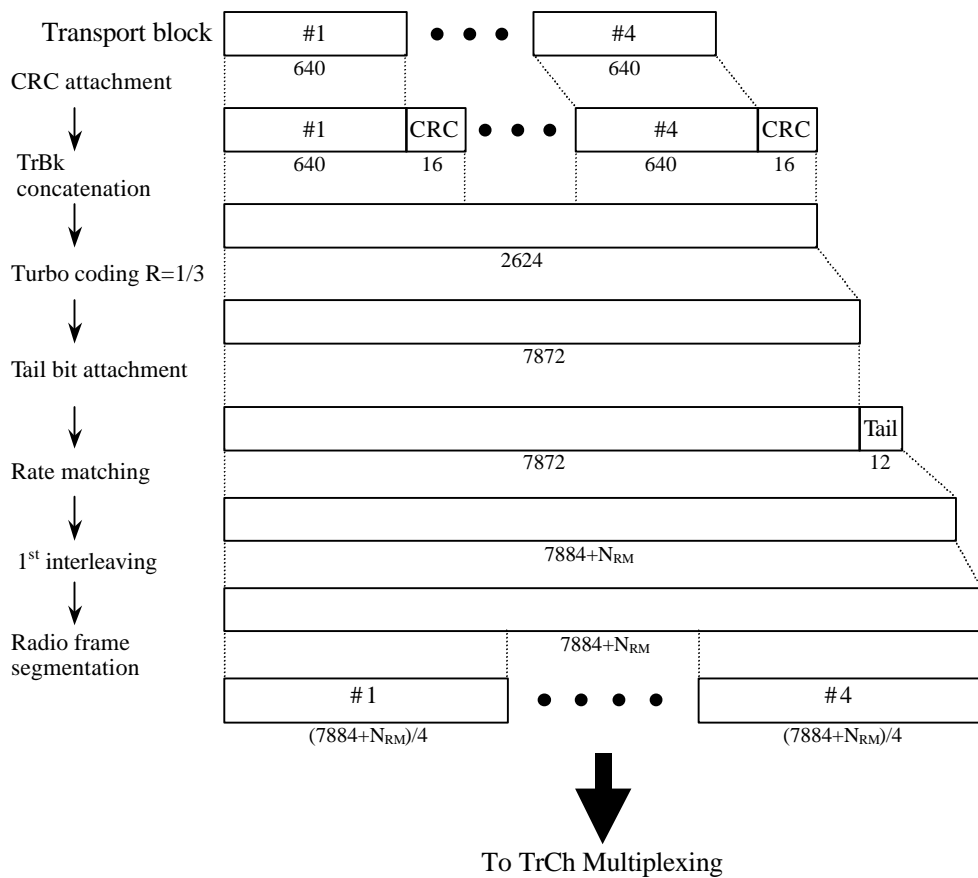 Transport block
#1
#4
640
640
CRC attachment
#1
CRC
#4
CRC
640
16
640
16
TrBk
concatenation
2624
Turbo coding R=1/3
7872
Tail bit attachment
Tail
7872
12
Rate matching
7884+NRM
1st interleaving
7884+NRM
Radio frame
segmentation
#1
#4
(7884+NRM)/4
(7884+NRM)/4
To TrCh Multiplexing